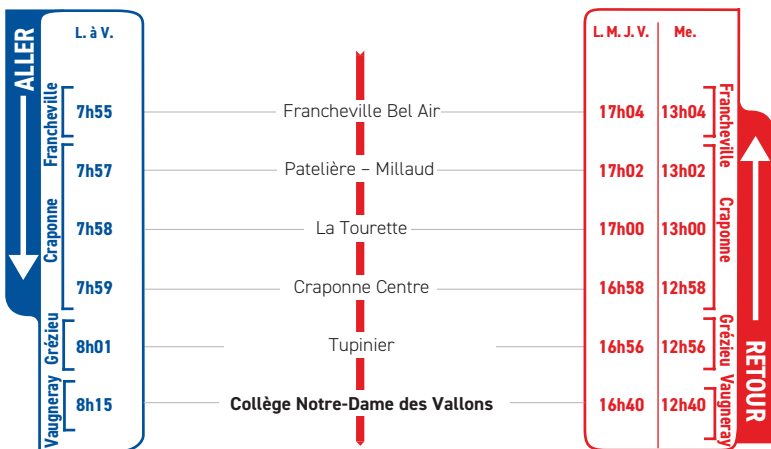 ALLER
L. à V.
L. M. J. V. Me.
Francheville
7h55 Francheville Bel Air 17h04 13h04
Francheville
Craponne
7h57 Patelière – Millaud 17h02 13h02
7h58 La Tourette 17h00 13h00
7h59 Craponne Centre 16h58 12h58
Craponne
Grézieu
8h01 Tupinier 16h56 12h56
Grézieu
Vaugneray
8h15 Collège Notre-Dame des Vallons 16h40 12h40
Vaugneray
RETOUR